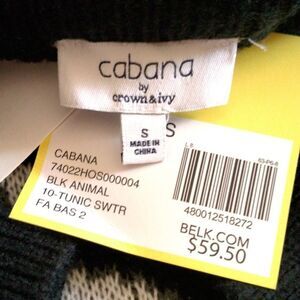 cabana
by
crown&ivy
S
MADE IN
CHINA
S
CABANA
74022HOS000004
BLK ANIMAL
10-TUNIC SWTR
FA BAS 2
480012518272
BELK.COM
$59.50